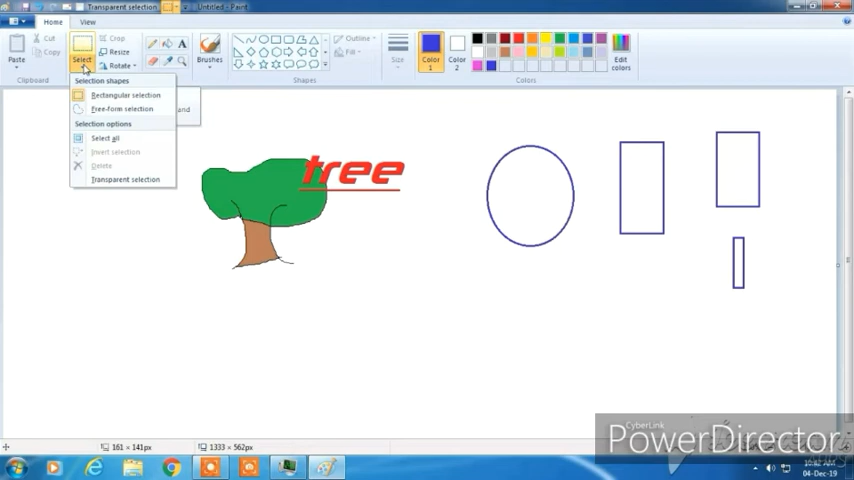 Transparent selection
Untitled - Paint
Home
View
Paste
Cut
Copy
Clipboard
Select
Crop
Resize
Rotate
Selection shapes
Rectangular selection
Free-form selection
Selection options
Select all
Invert selection
Delete
Transparent selection
and
A
Brushes
Outline
Fill
Shapes
Size
Color
1
Color
2
Edit
colors
Colors
tree
161 × 141px
1333 × 562px
CyberLink
PowerDirector
04-Dec-19